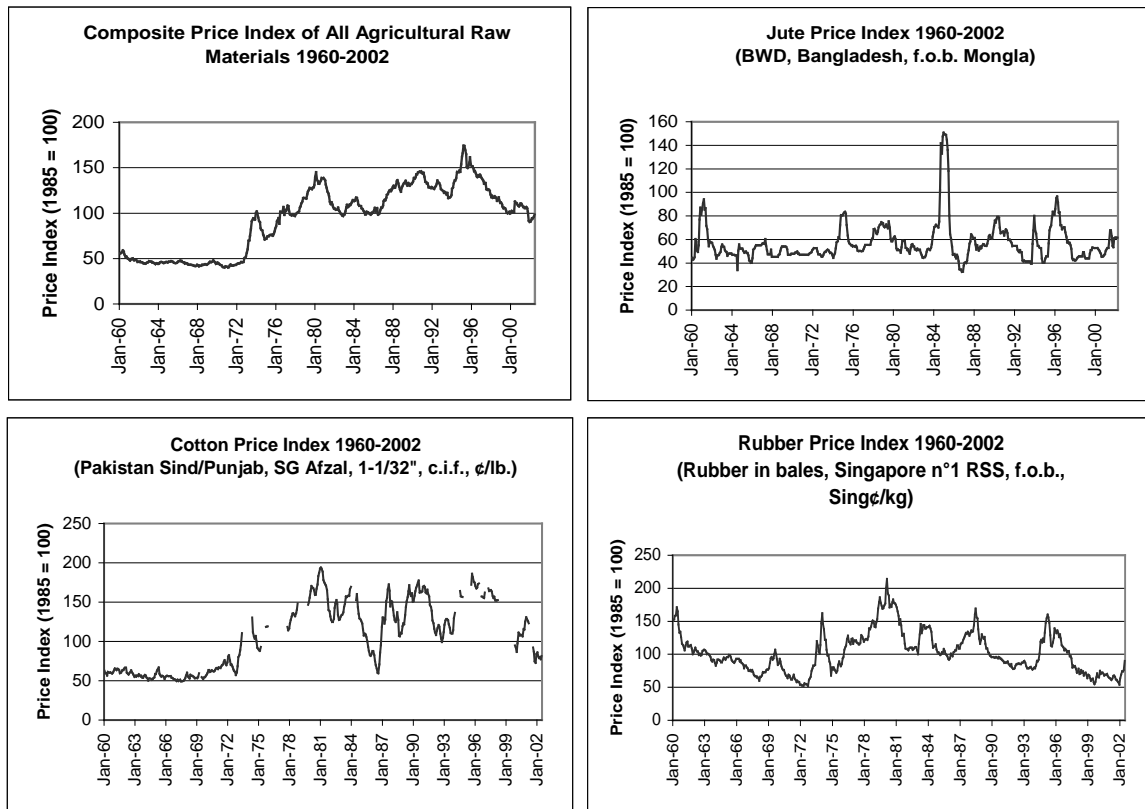 Composite Price Index of All Agricultural Raw
Materials 1960-2002
Price Index (1985 = 100)
200
150
100
50
0
Jan-60
Jan-64
Jan-68
Jan-72
Jan-76
Jan-80
Jan-84
Jan-88
Jan-92
Jan-96
Jan-00
Jute Price Index 1960-2002
(BWD, Bangladesh, f.o.b. Mongla)
Price Index (1985 = 100)
160
140
120
100
80
60
40
20
0
Jan-60
Jan-64
Jan-68
Jan-72
Jan-76
Jan-80
Jan-84
Jan-88
Jan-92
Jan-96
Jan-00
Cotton Price Index 1960-2002
(Pakistan Sind/Punjab, SG Afzal, 1-1/32", c.i.f., ¢/lb.)
Price Index (1985 = 100)
250
200
150
100
50
0
Jan-60
Jan-63
Jan-66
Jan-69
Jan-72
Jan-75
Jan-78
Jan-81
Jan-84
Jan-87
Jan-90
Jan-93
Jan-96
Jan-99
Jan-02
Rubber Price Index 1960-2002
(Rubber in bales, Singapore n°1 RSS, f.o.b.,
Sing¢/kg)
Price Index (1985 = 100)
250
200
150
100
50
0
Jan-60
Jan-63
Jan-66
Jan-69
Jan-72
Jan-75
Jan-78
Jan-81
Jan-84
Jan-87
Jan-90
Jan-93
Jan-96
Jan-99
Jan-02